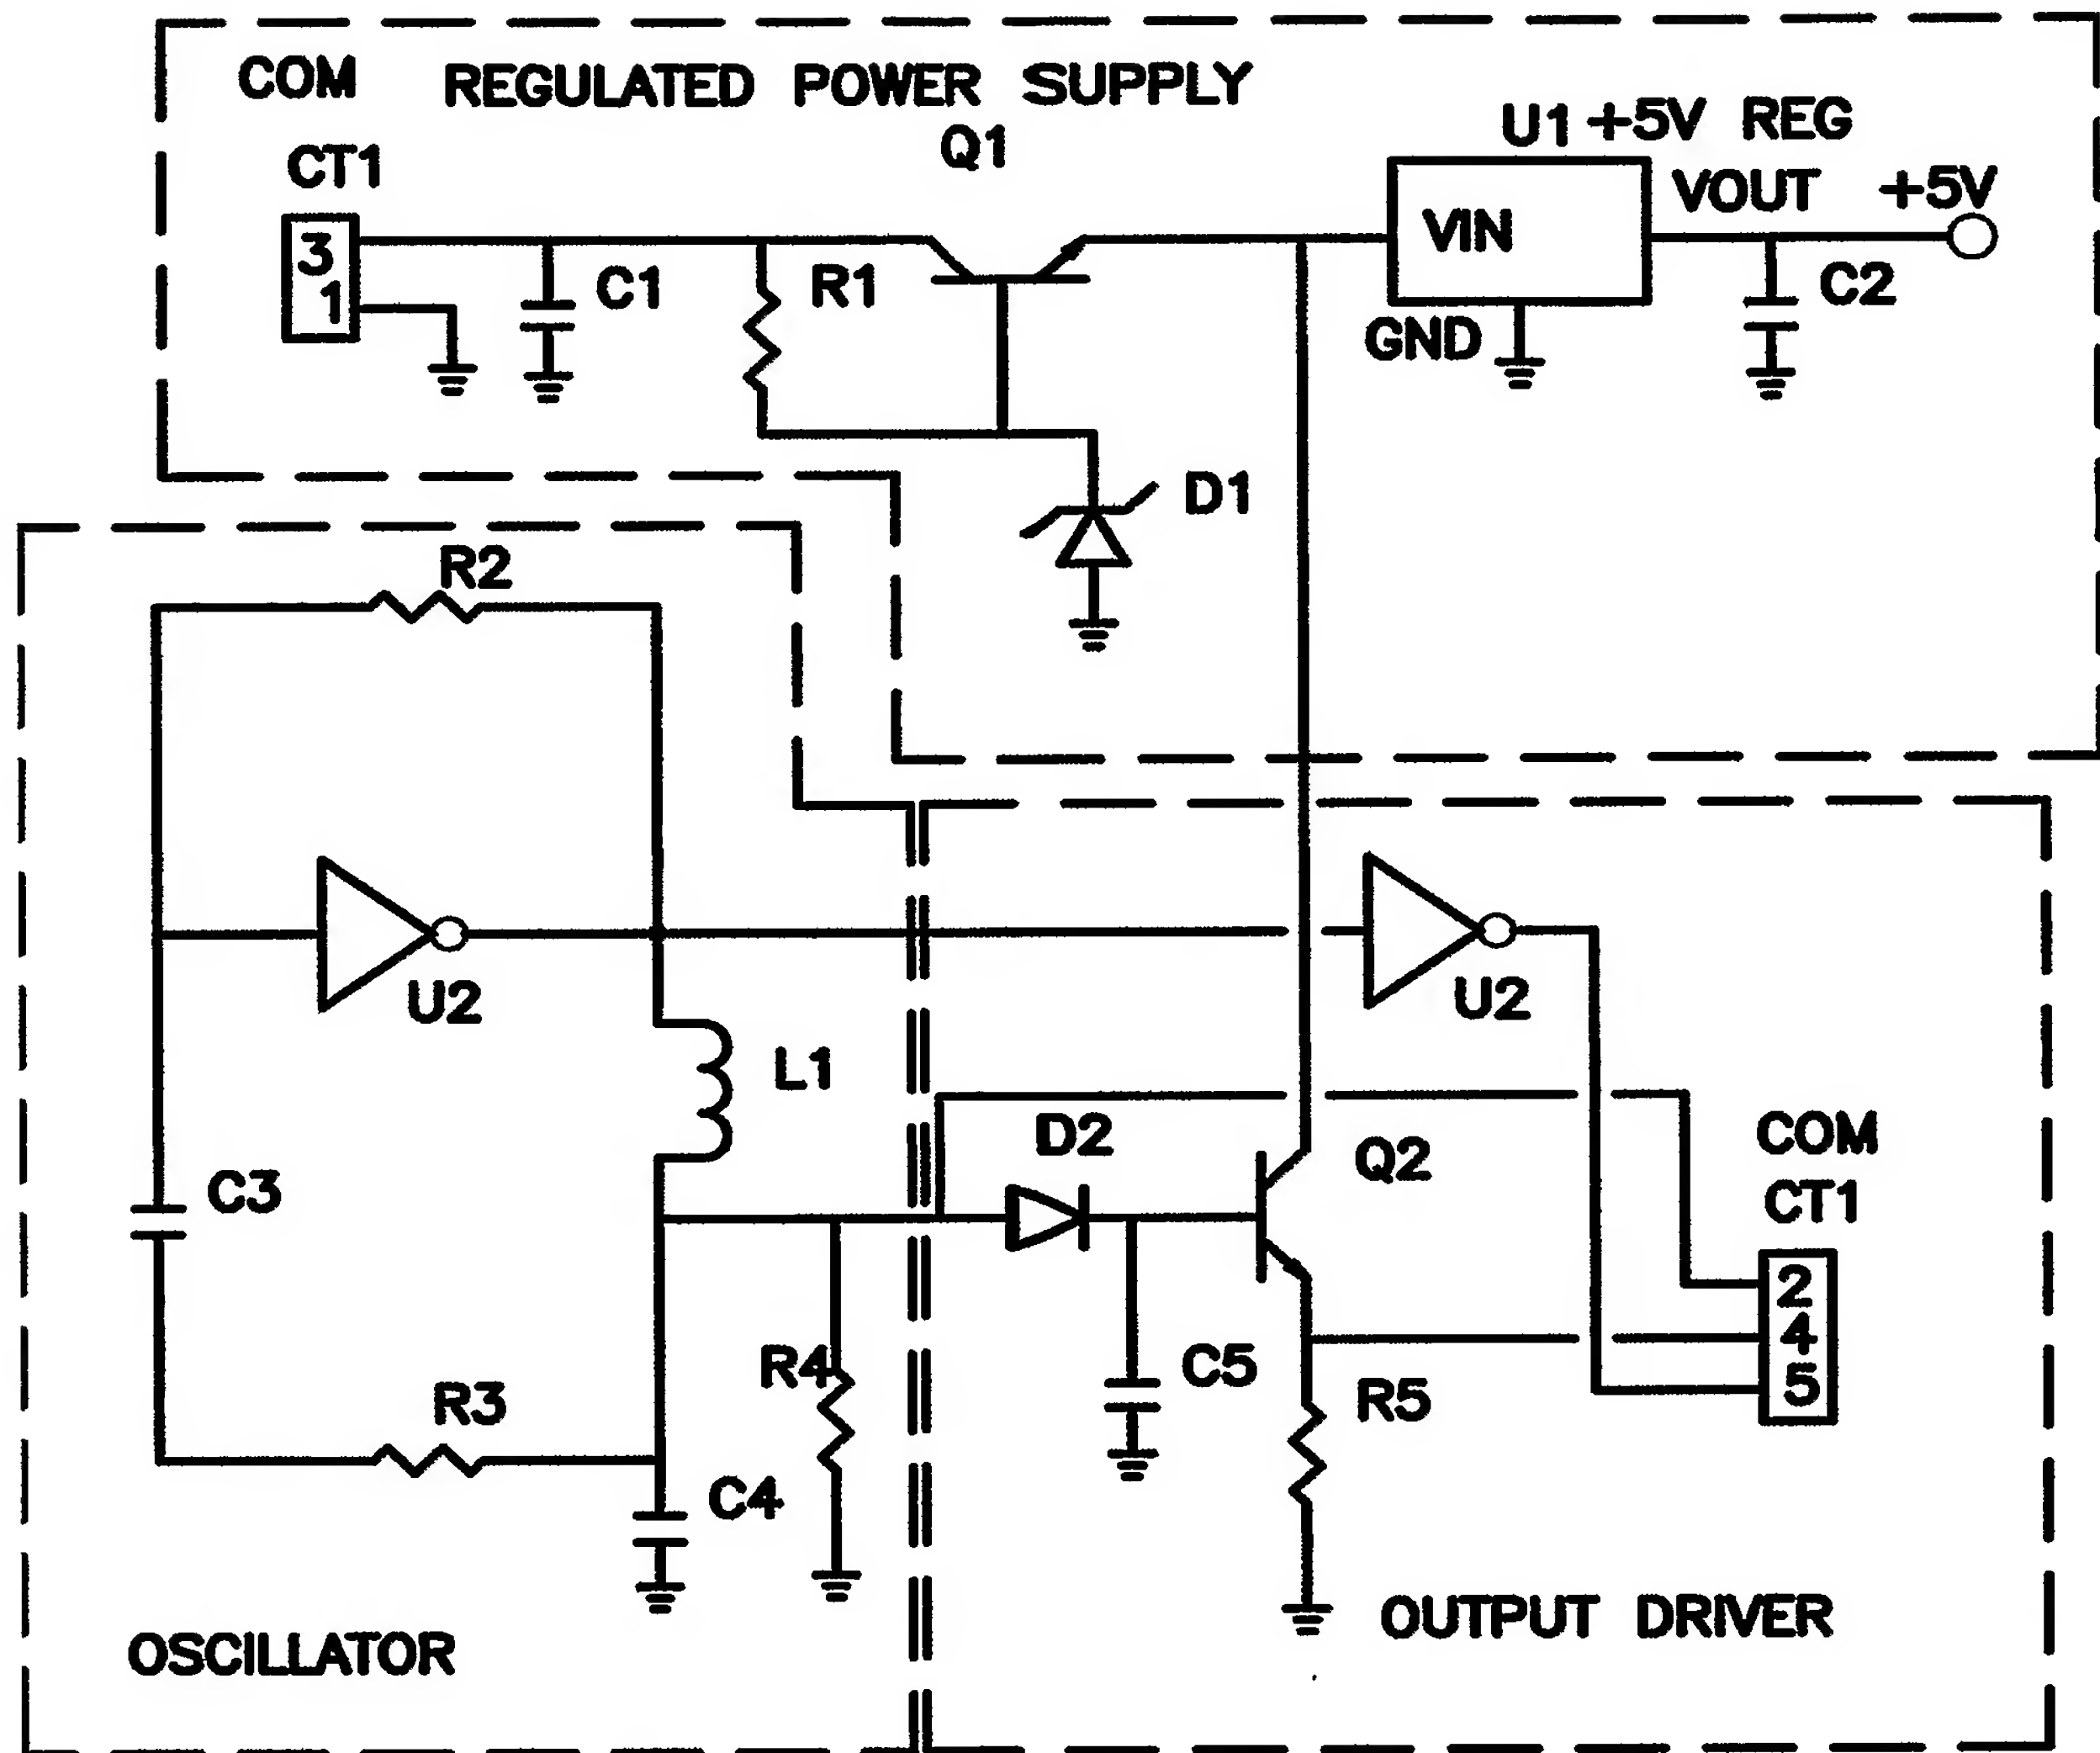 COM REGULATED POWER SUPPLY
CT1
Q1
U1 +5V REG
VOUT +5V
3
1
C1
R1
VIN
GND
C2
D1
R2
U2
U2
L1
D2
Q2
COM
CT1
C3
2
4
5
R4
C5
R5
R3
C4
OUTPUT DRIVER
OSCILLATOR